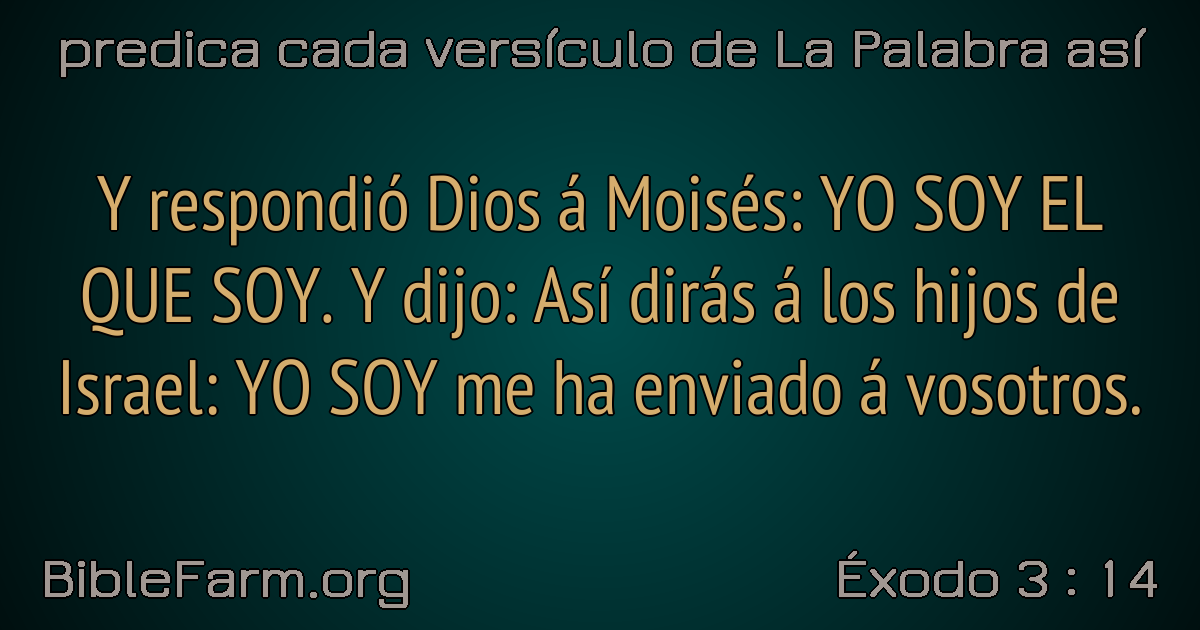 predica cada versículo de La Palabra así
Y respondió Dios á Moisés: YO SOY EL
QUE SOY. Y dijo: Así dirás á los hijos de
Israel: YO SOY me ha enviado á vosotros.
BibleFarm.org
Éxodo 3 : 14